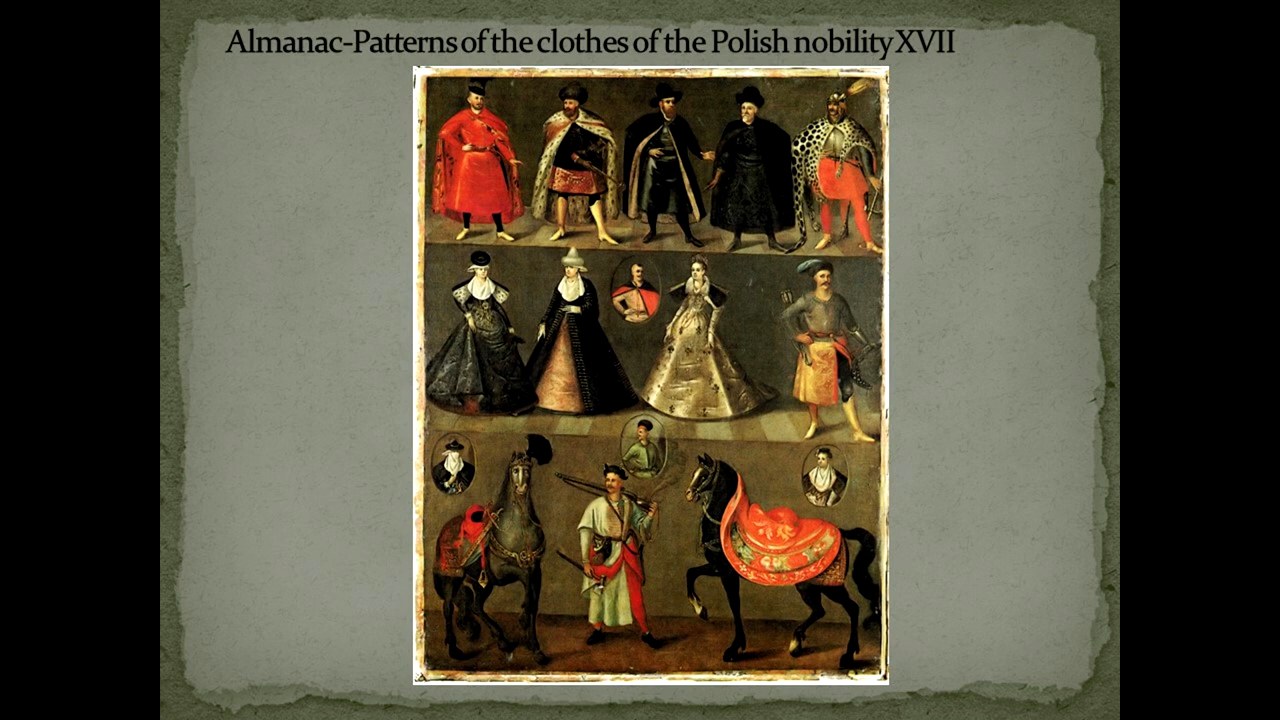 Almanac-Patterns of the clothes of the Polish nobility XVII